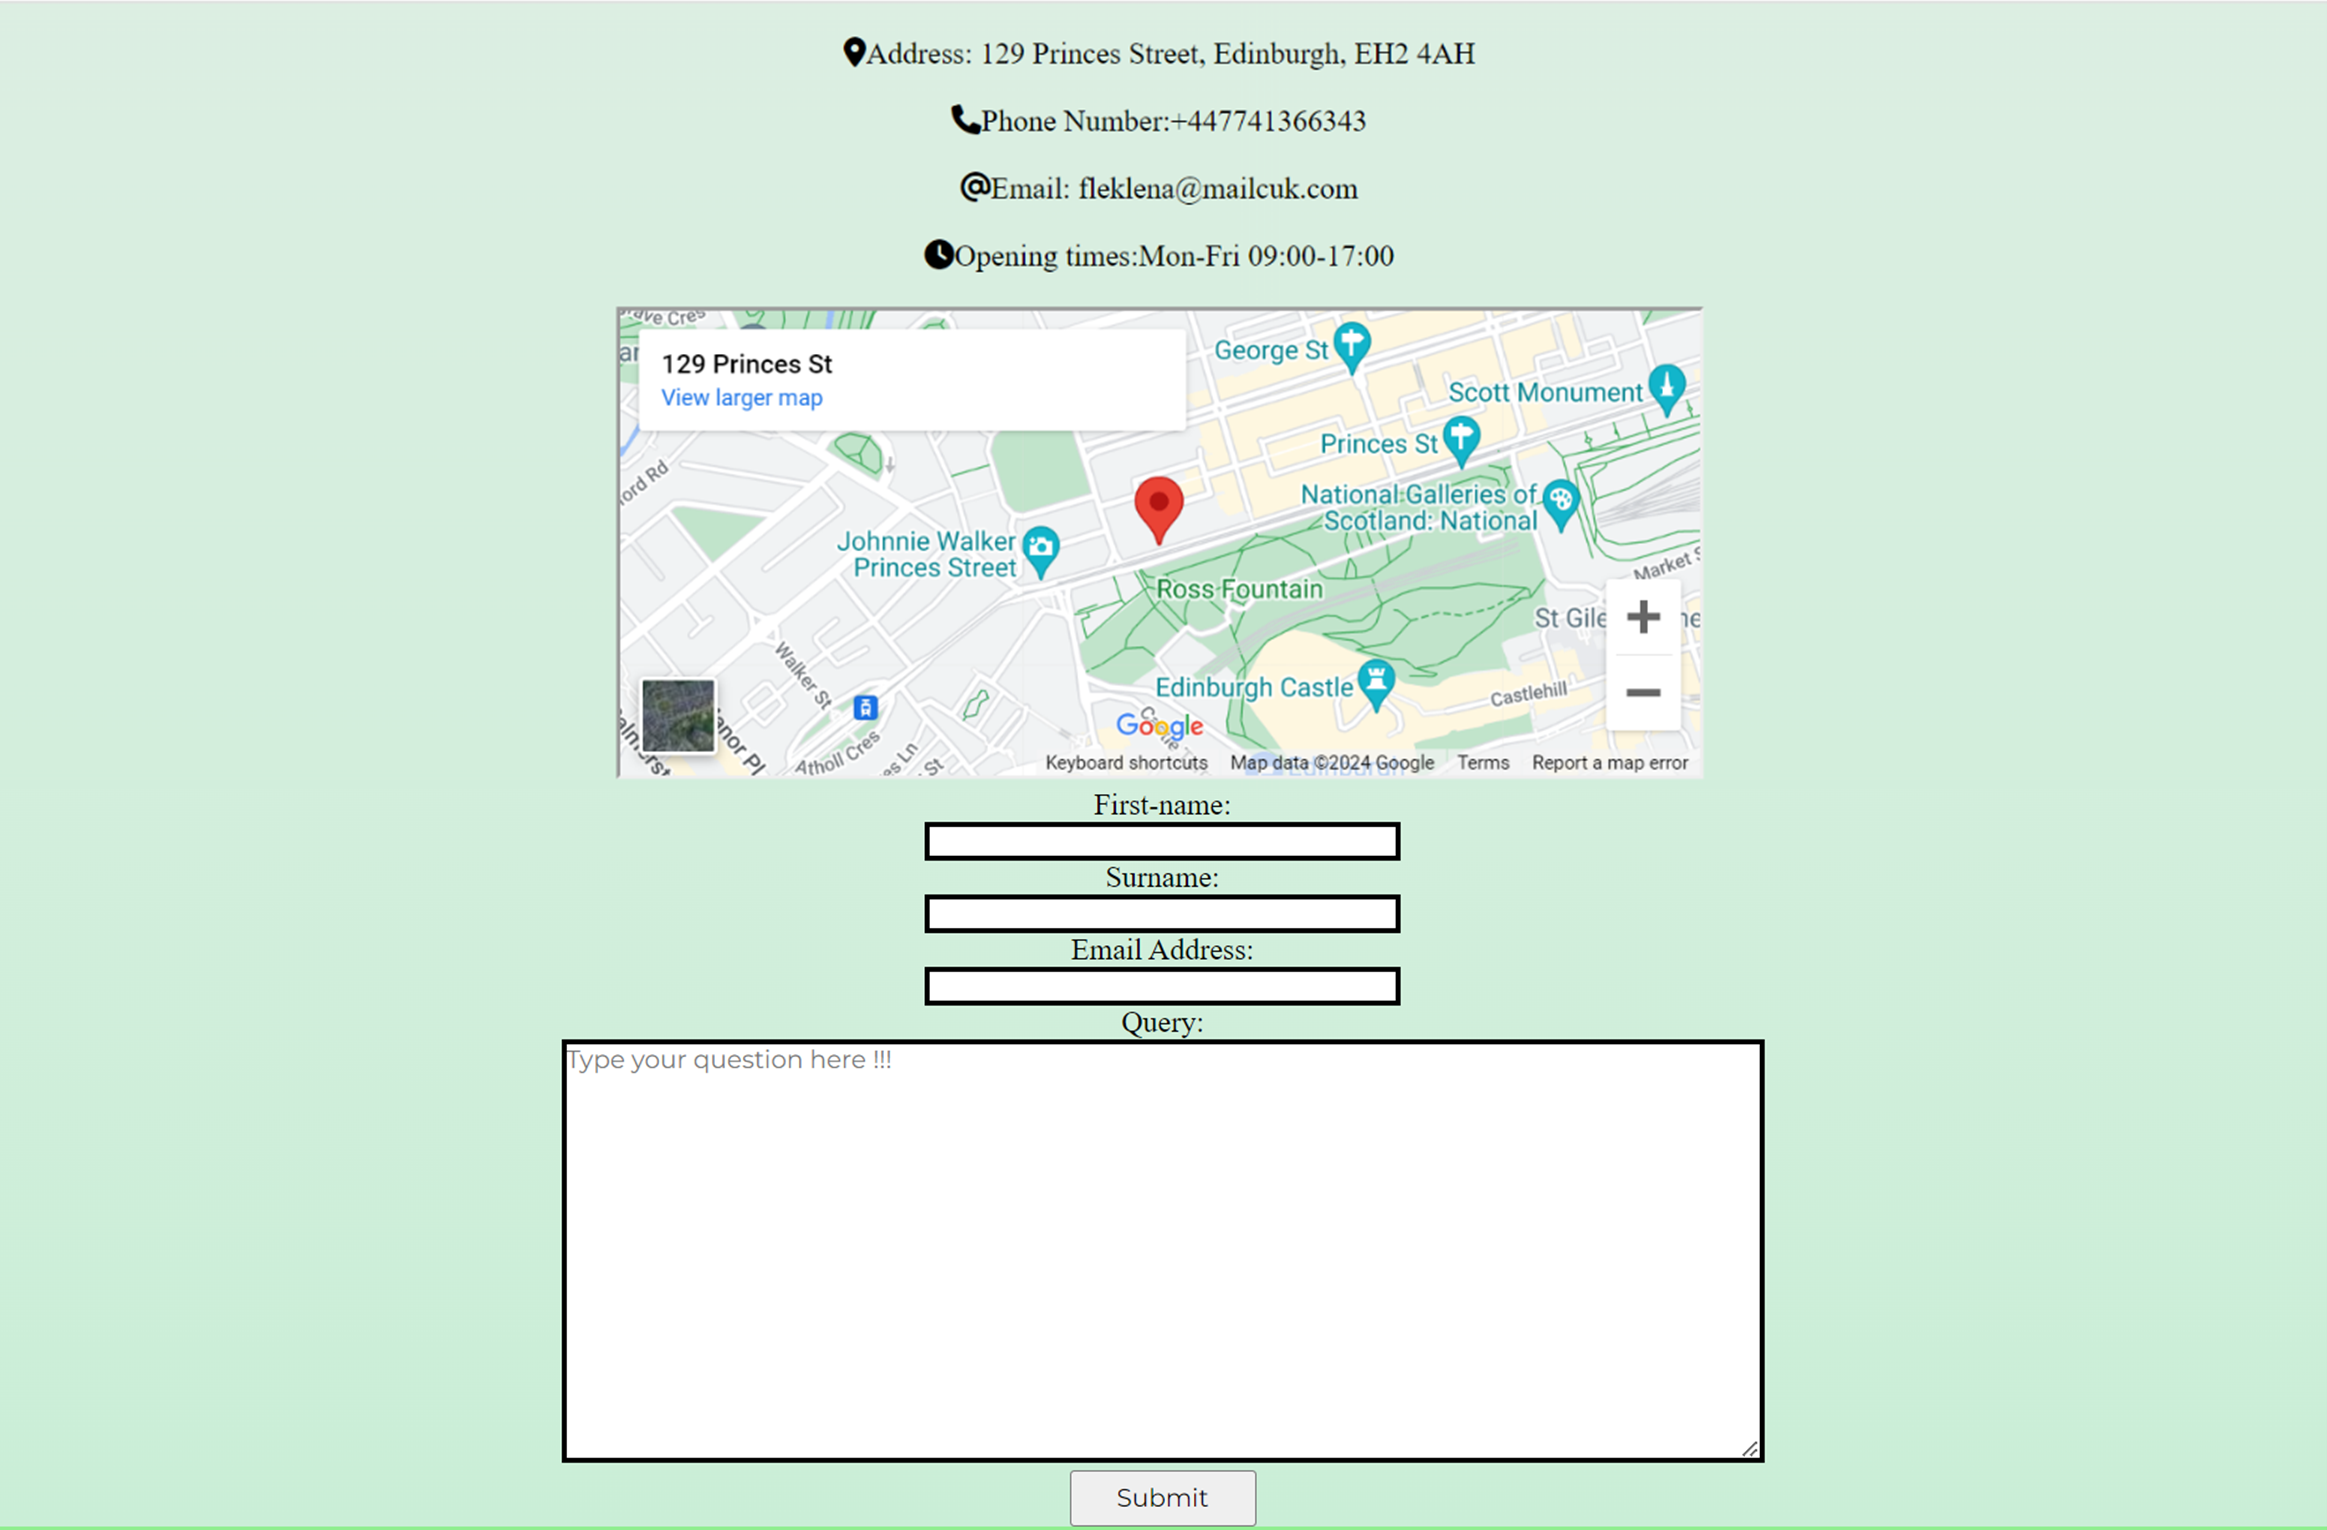 Address: 129 Princes Street, Edinburgh, EH2 4AH
Phone Number:+447741366343
Email: fleklena@mailcuk.com
Opening times:Mon-Fri 09:00-17:00
129 Princes St
View larger map
George St
Scott Monument
Princes St
National Galleries of
Scotland: National
Johnnie Walker
Princes Street
Ross Fountain
Market
St Gile
Walker St
Edinburgh Castle
Castlehill
Atholl Cres
Google
Keyboard shortcuts
Map data ©2024 Google
Terms
Report a map error
First-name:
Surname:
Email Address:
Query:
Type your question here !!!
Submit